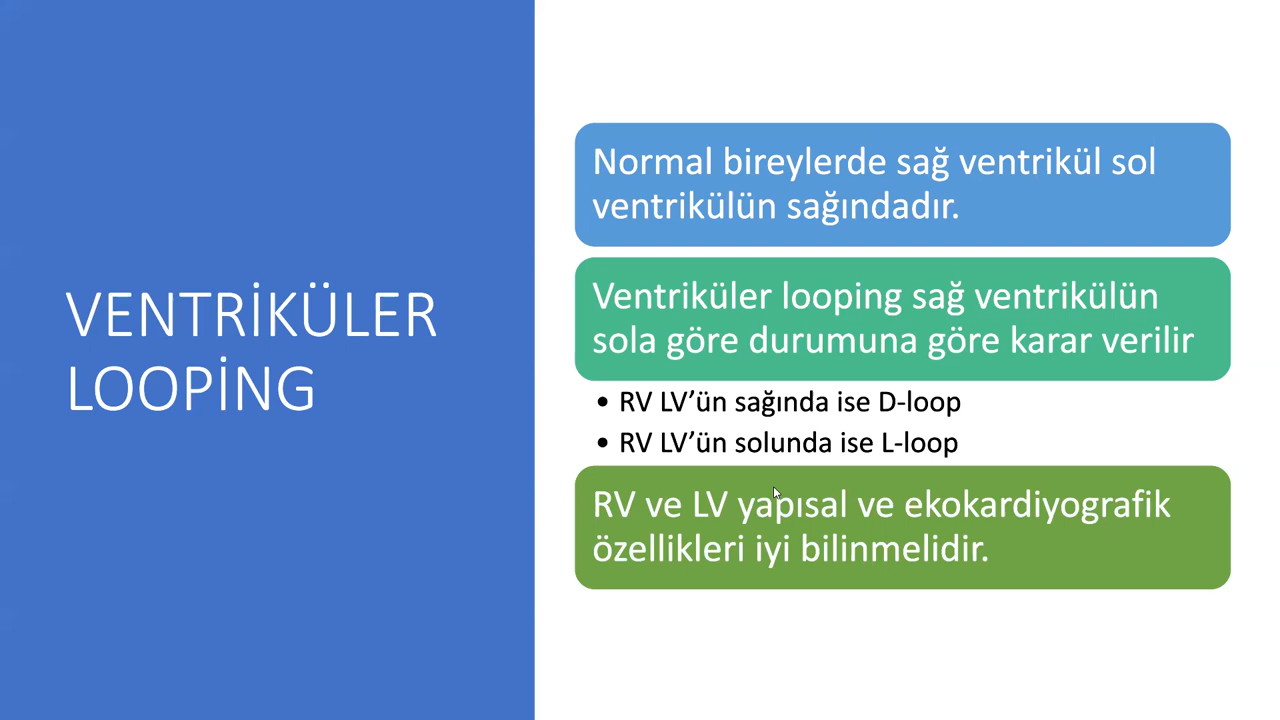 VENTRİKÜLER
LOOPİNG
Normal bireylerde sağ ventrikül sol
ventrikülün sağındadır.
Ventriküler looping sağ ventrikülün
sola göre durumuna göre karar verilir
• RV LV’ün sağında ise D-loop
• RV LV’ün solunda ise L-loop
RV ve LV yapısal ve ekokardiyografik
özellikleri iyi bilinmelidir.